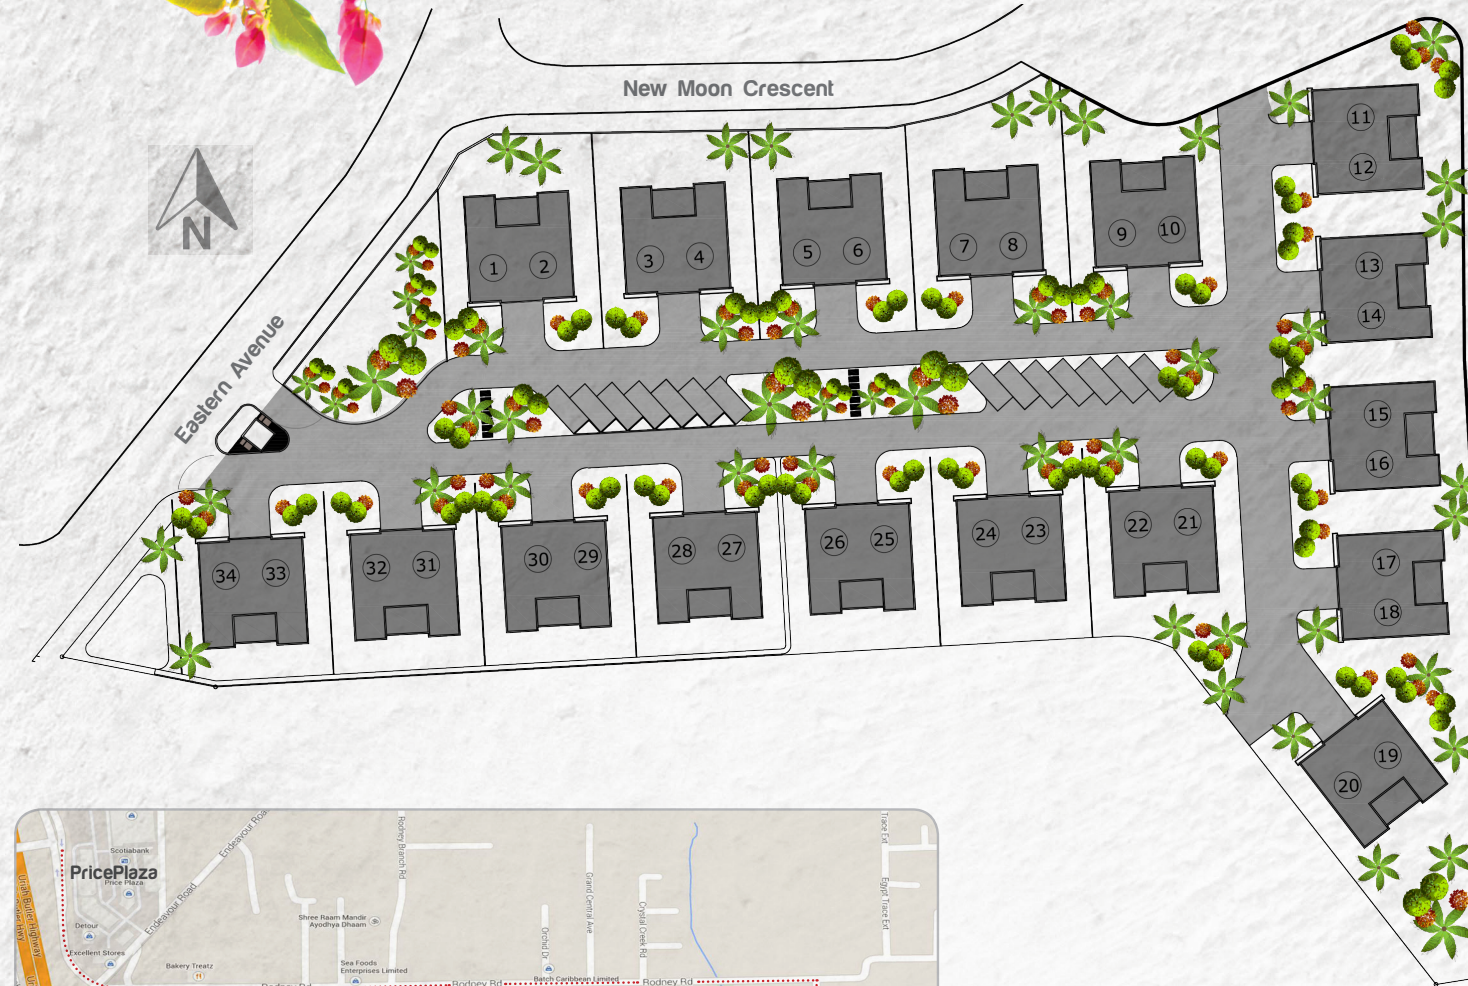 New Moon Crescent
N
Eastern Avenue
1
2
3
4
5
6
7
8
9
10
11
12
13
14
15
16
17
18
19
20
34
33
32
31
30
29
28
27
26
25
24
23
22
21
Scotiabank
PricePlaza
Price Plaza
Detour
Excellent Stores
Uriah Butler Highway
Endeavour Road
Endeavour Road
Bakery Treatz
Shree Raam Mandir
Ayodhya Dhaam
Sea Foods
Enterprises Limited
Rodney Branch Rd
Orchid Dr
Grand Central Ave
Crystal Creek Rd
Batch Caribbean Limited
Rodney Rd
Rodney Rd
Rodney Rd
Trace Ext
Egypt Trace Ext